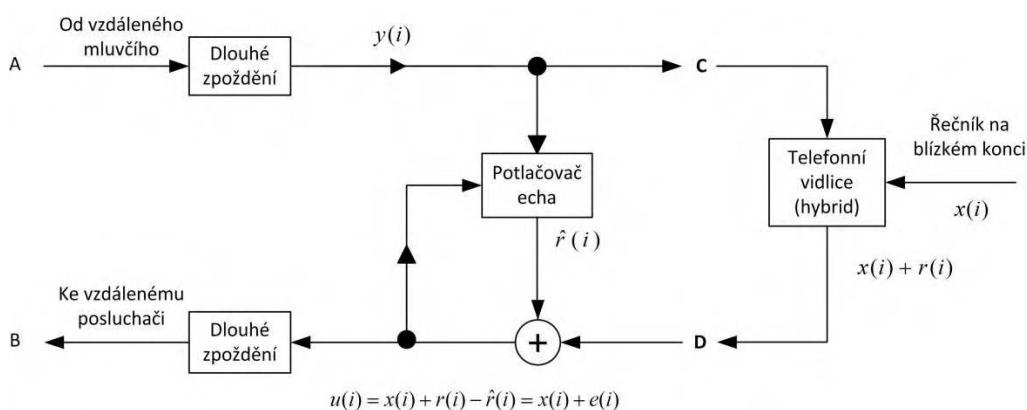 Od vzdáleného
mluvčího
A
Dlouhé
zpoždění
y(i)
C
Řečník na
blízkém konci
Telefonní
vidlice
(hybrid)
x(i)
Potlačovač
echa
r̂(i)
x(i) + r(i)
Ke vzdálenému
posluchači
B
Dlouhé
zpoždění
+
D
u(i) = x(i) + r(i) − r̂(i) = x(i) + e(i)